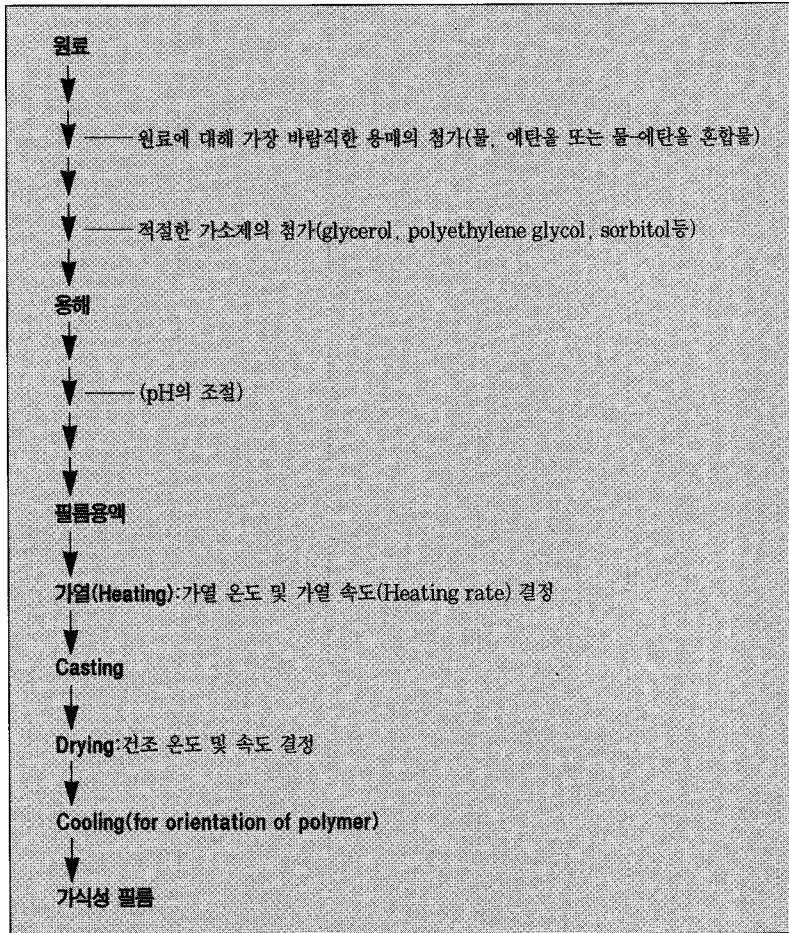 원료
원료에 대해 가장 바람직한 용매의 첨가(물, 에탄올 또는 물-에탄올 혼합물)
적절한 가소제의 첨가(glycerol, polyethylene glycol, sorbitol등)
용해
(pH의 조절)
필름용액
가열(Heating):가열 온도 및 가열 속도(Heating rate) 결정
Casting
Drying:건조 온도 및 속도 결정
Cooling(for orientation of polymer)
가식성 필름